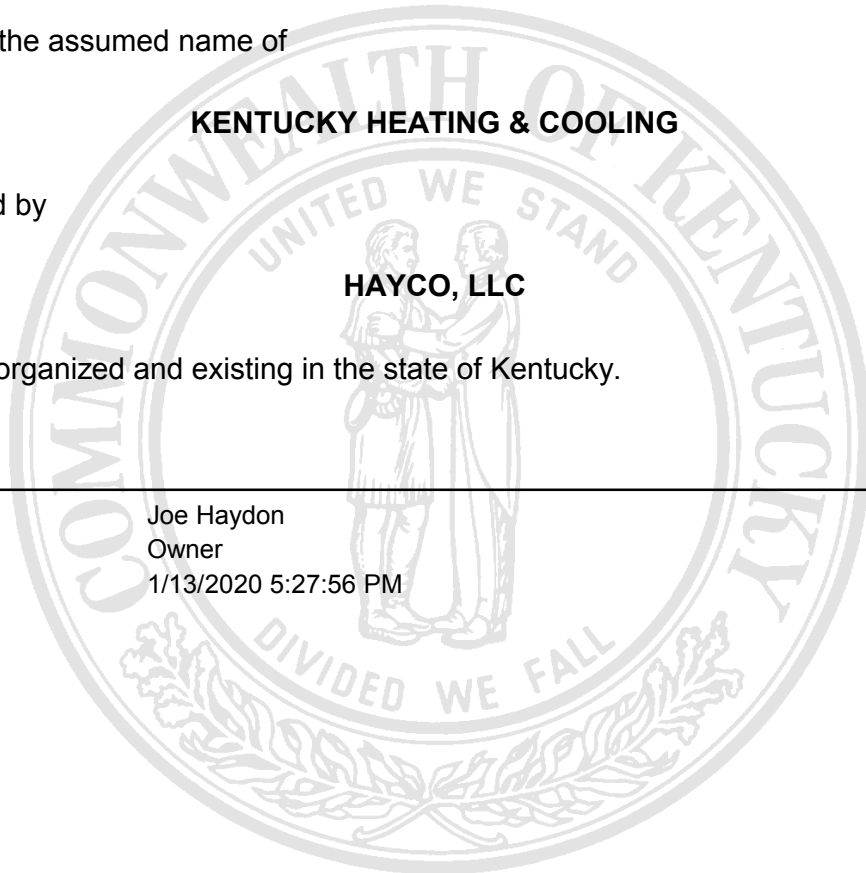 the assumed name of
KENTUCKY HEATING & COOLING
d by
HAYCO, LLC
organized and existing in the state of Kentucky.
Joe Haydon
Owner
1/13/2020 5:27:56 PM
COMMONWEALTH OF KENTUCKY
UNITED WE STAND
DIVIDED WE FALL